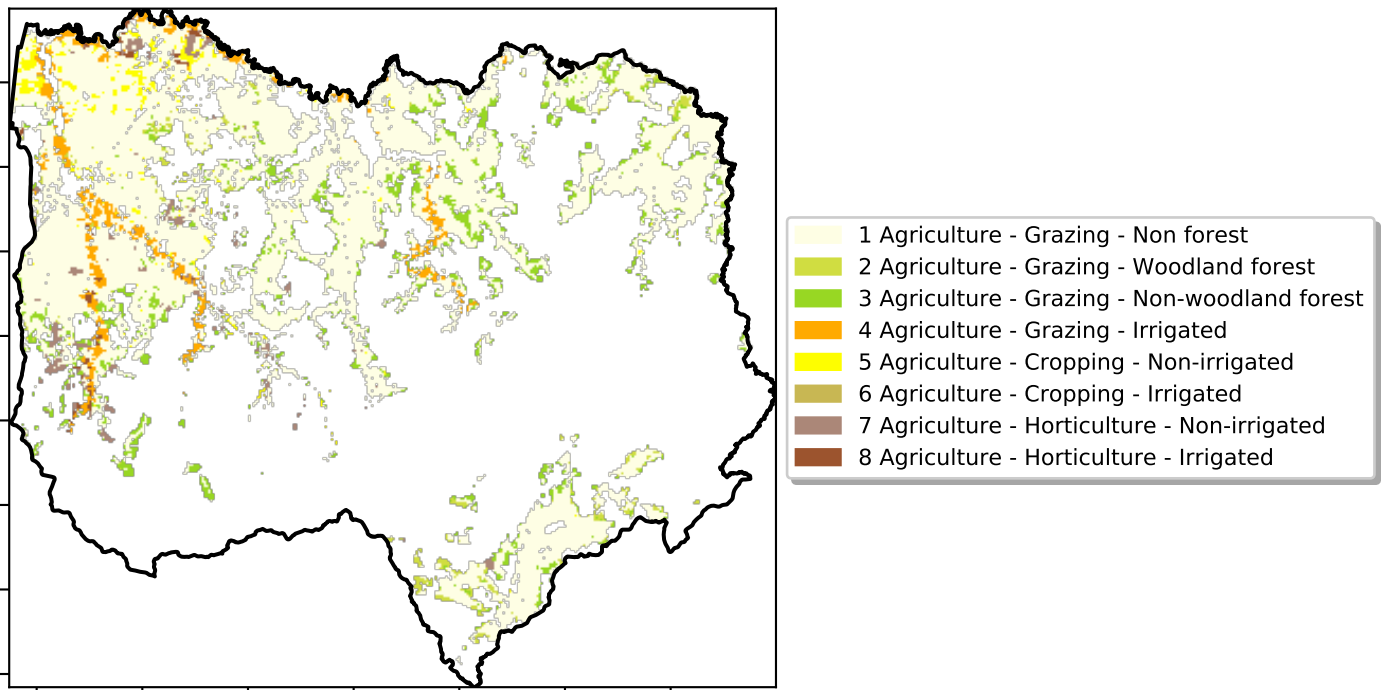 1 Agriculture - Grazing - Non forest
2 Agriculture - Grazing - Woodland forest
3 Agriculture - Grazing - Non-woodland forest
4 Agriculture - Grazing - Irrigated
5 Agriculture - Cropping - Non-irrigated
6 Agriculture - Cropping - Irrigated
7 Agriculture - Horticulture - Non-irrigated
8 Agriculture - Horticulture - Irrigated